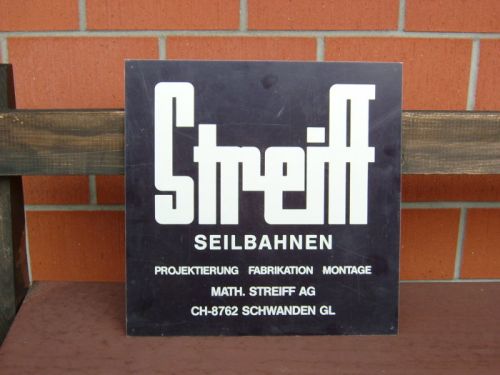 Streiff
SEILBAHNEN
PROJEKTIERUNG FABRIKATION MONTAGE
MATH. STREIFF AG
CH-8762 SCHWANDEN GL